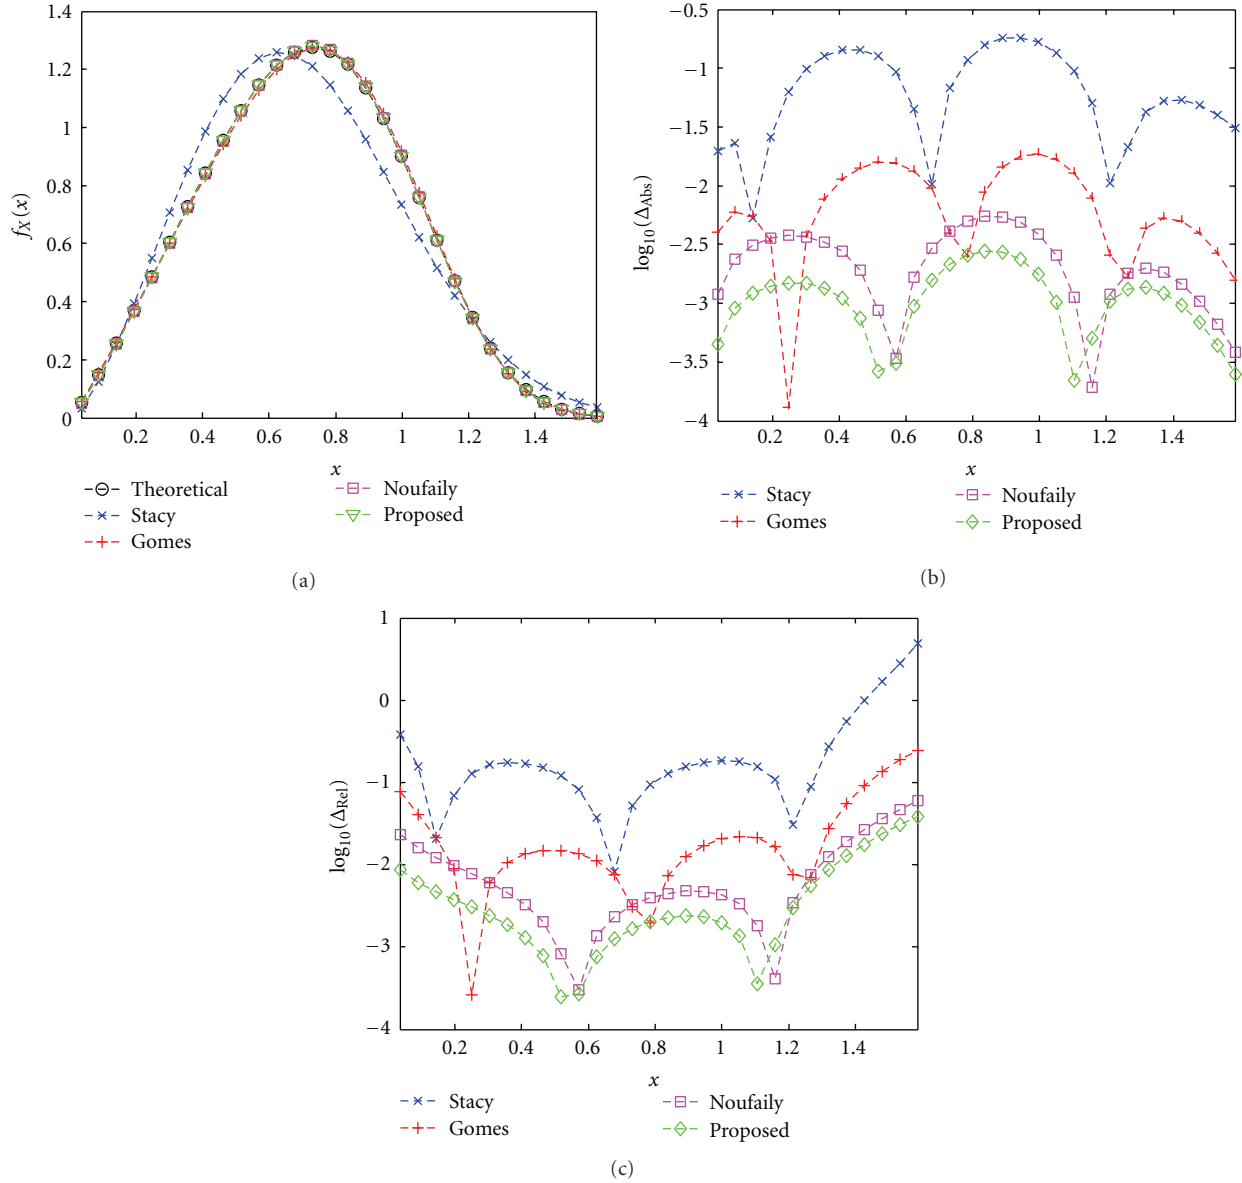 1.4
1.2
1
0.8
0.6
0.4
0.2
0
0.2 0.4 0.6 0.8 1 1.2 1.4
f_X(x)
x
Theoretical
Stacy
Gomes
Noufaily
Proposed
(a)
−0.5
−1
−1.5
−2
−2.5
−3
−3.5
−4
0.2 0.4 0.6 0.8 1 1.2 1.4
log₁₀(Δ_Abs)
x
Stacy
Gomes
Noufaily
Proposed
(b)
1
0
−1
−2
−3
−4
0.2 0.4 0.6 0.8 1 1.2 1.4
log₁₀(Δ_Rel)
x
Stacy
Gomes
Noufaily
Proposed
(c)